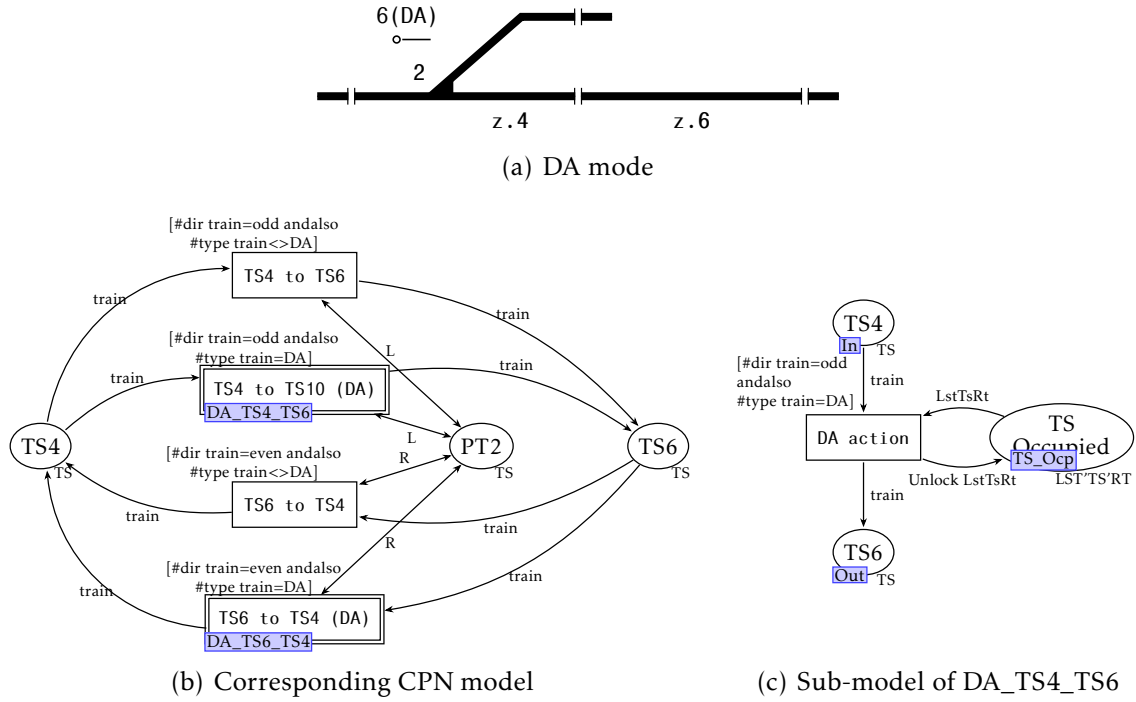 6(DA)
2
z.4
z.6
(a) DA mode
[#dir train=odd andalso
#type train<>DA]
TS4 to TS6
train
train
[#dir train=odd andalso
#type train=DA]
L
TS4 to TS10 (DA)
train
train
DA_TS4_TS6
L
TS4
TS
PT2
TS
TS6
TS
R
[#dir train=even andalso
#type train<>DA]
TS6 to TS4
train
train
R
[#dir train=even andalso
#type train=DA]
train
train
TS6 to TS4 (DA)
DA_TS6_TS4
(b) Corresponding CPN model
TS4
In
TS
[#dir train=odd
andalso
#type train=DA]
train
LstTsRt
DA action
TS
Occupied
TS_Ocp
Unlock LstTsRt
LST'TS'RT
train
TS6
Out
TS
(c) Sub-model of DA_TS4_TS6